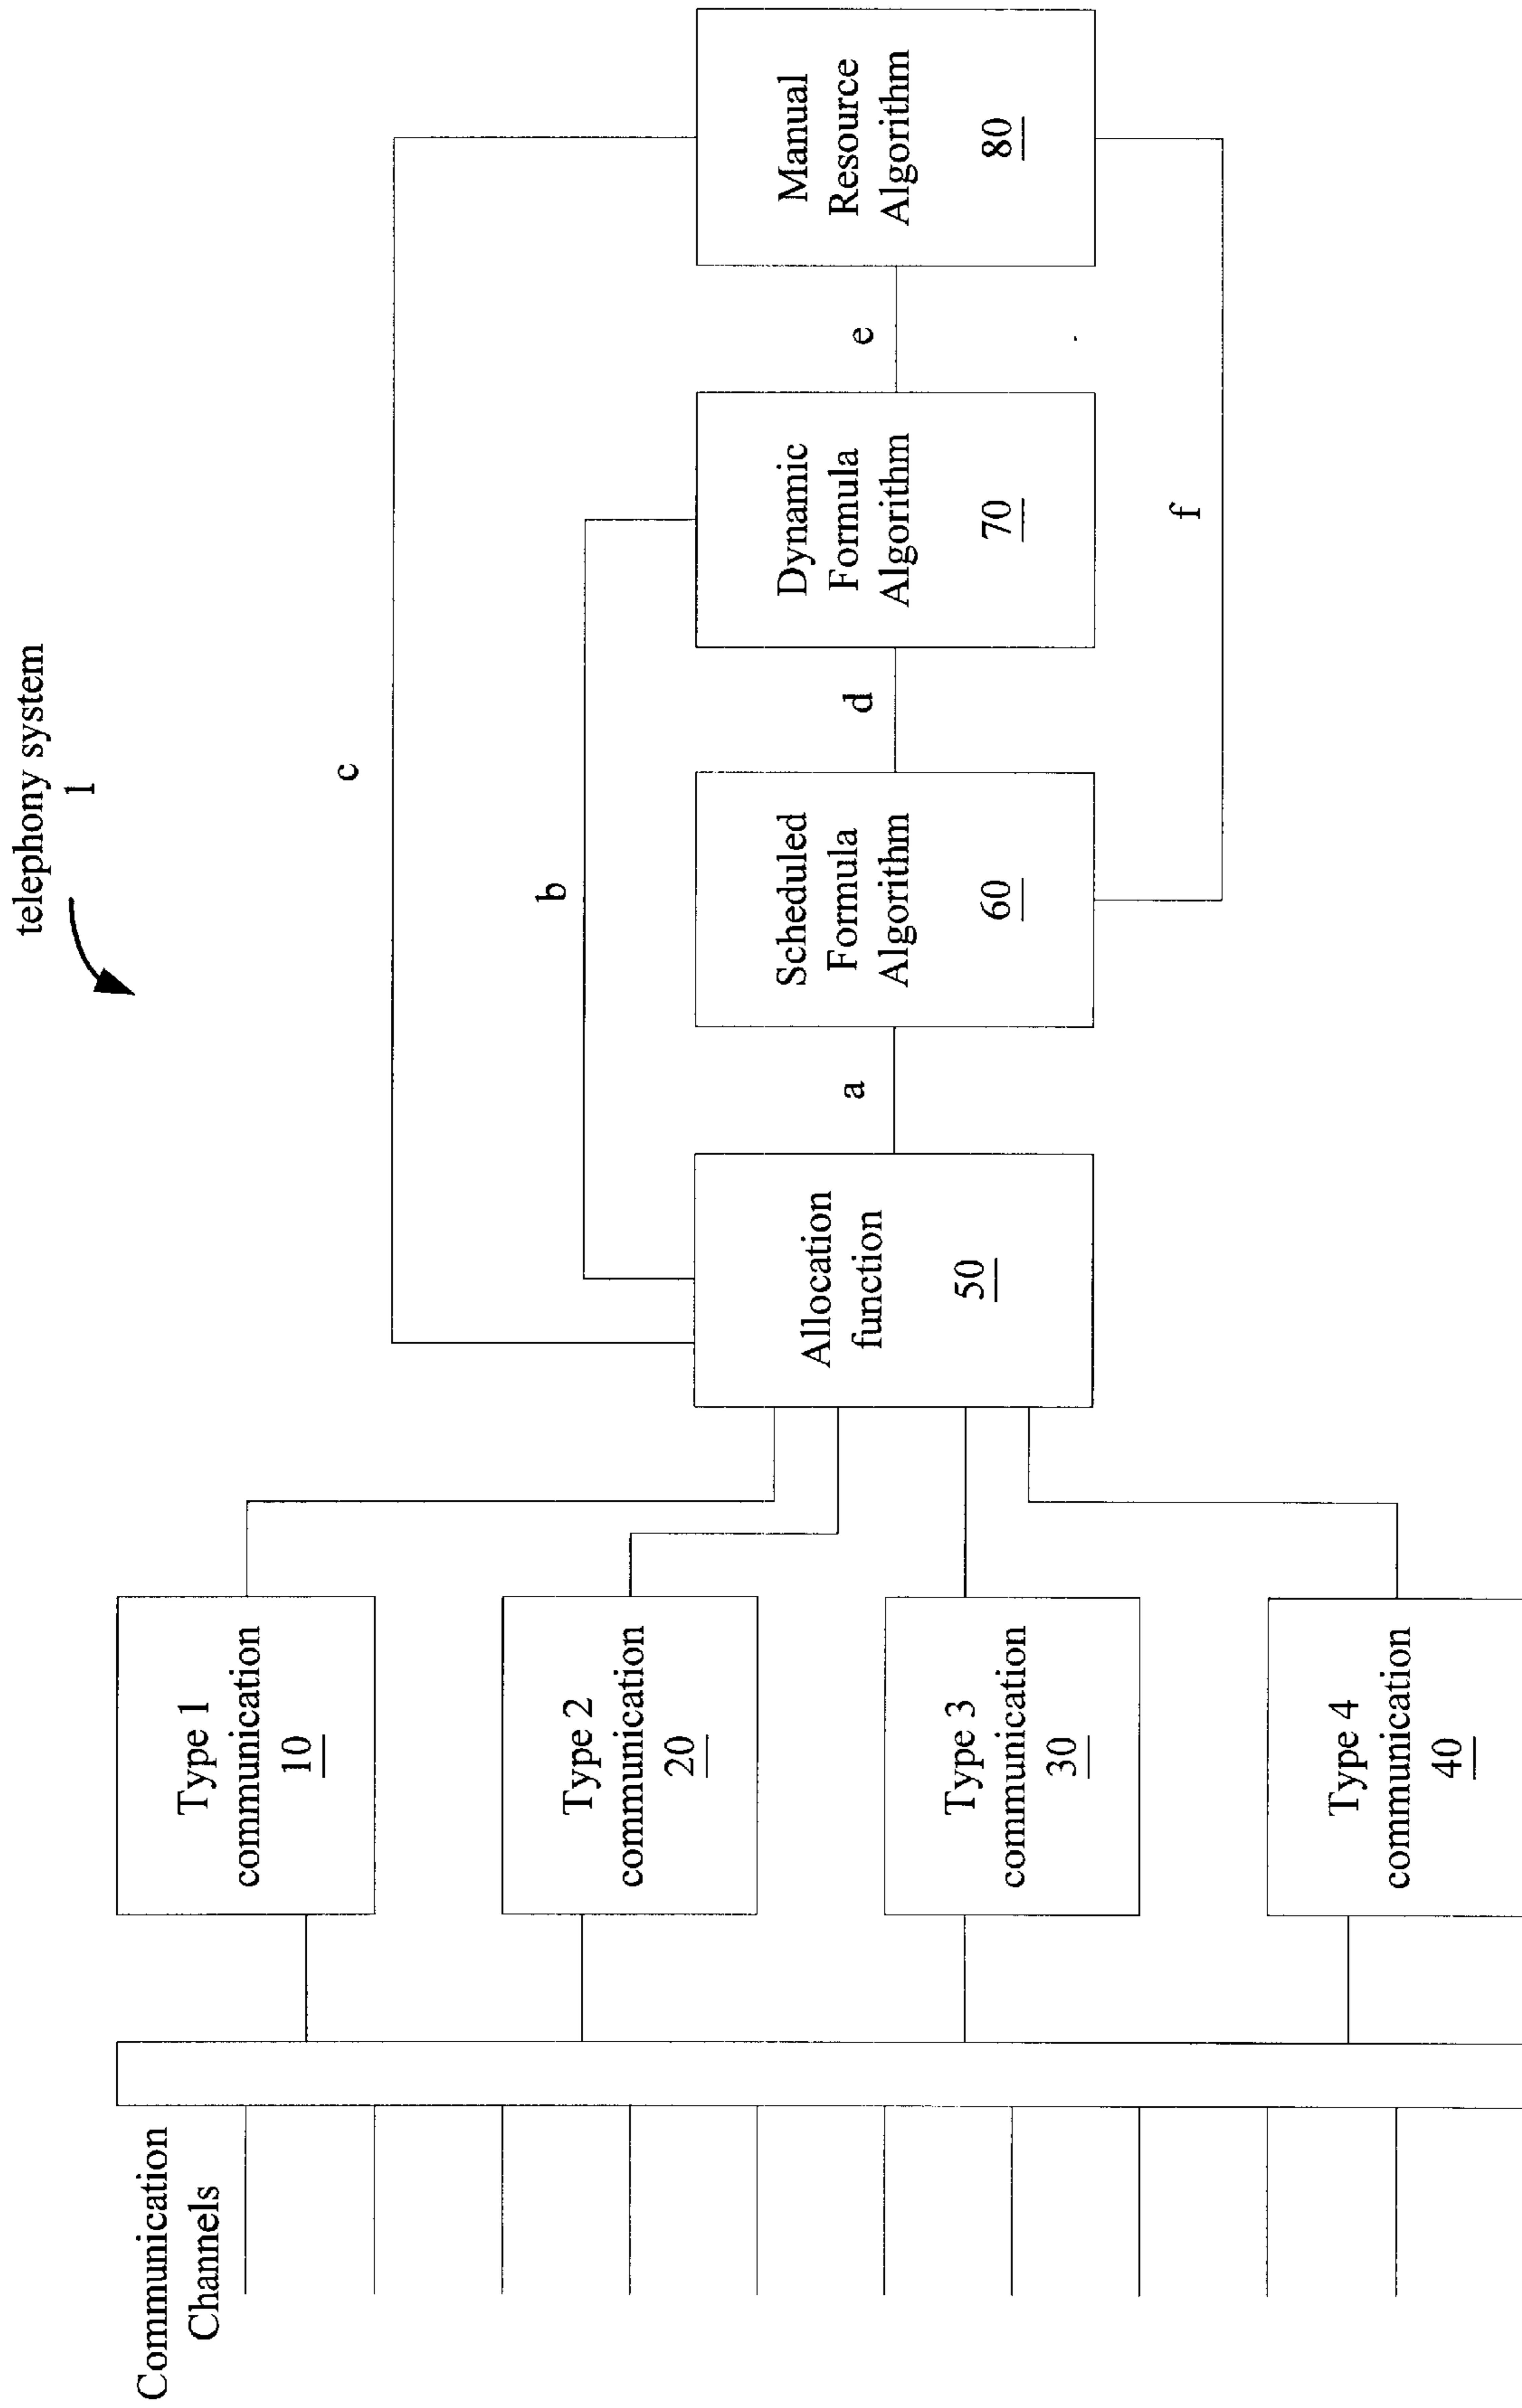 telephony system
1
Communication
Channels
Type 1
communication
10
Type 2
communication
20
Type 3
communication
30
Type 4
communication
40
Allocation
function
50
a
b
c
Scheduled
Formula
Algorithm
60
d
Dynamic
Formula
Algorithm
70
e
f
Manual
Resource
Algorithm
80